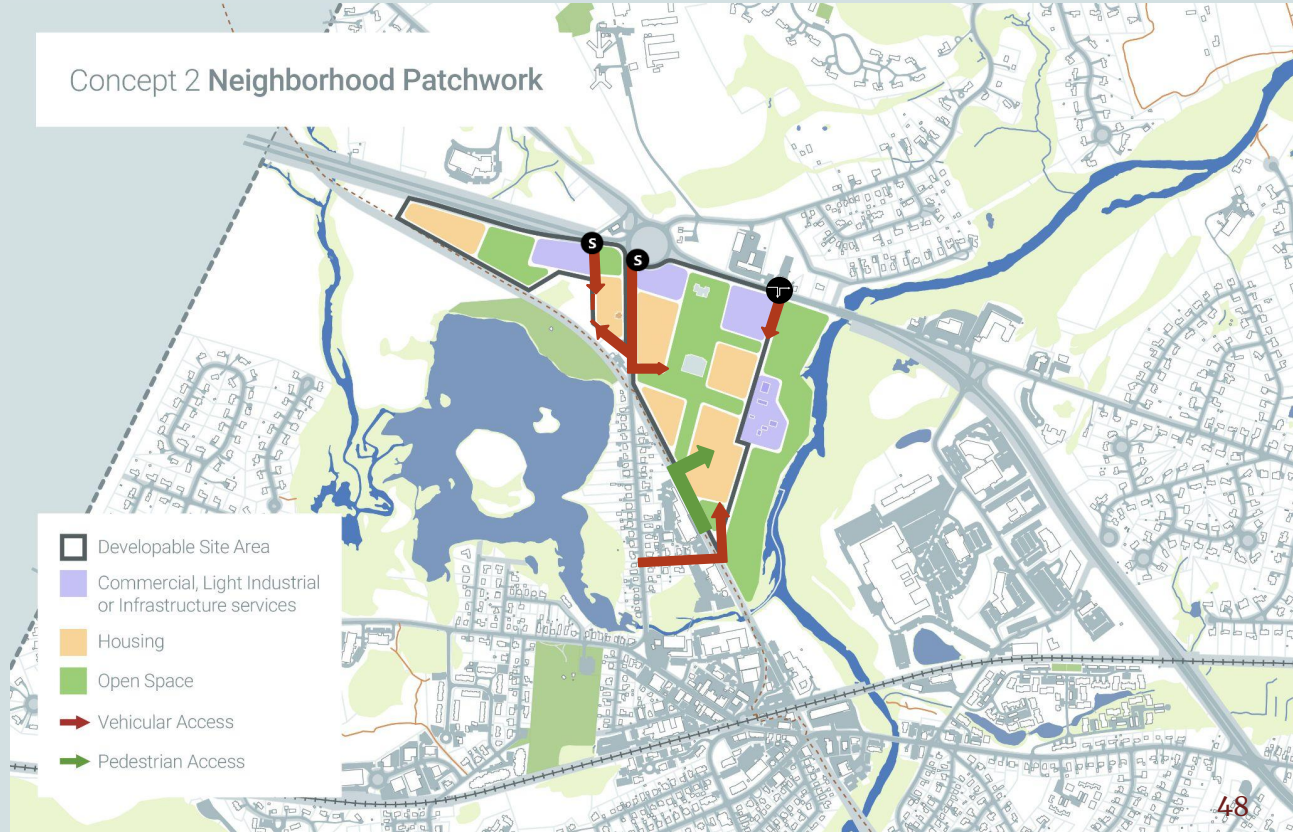 Concept 2 Neighborhood Patchwork
S
S
Developable Site Area
Commercial, Light Industrial
or Infrastructure services
Housing
Open Space
Vehicular Access
Pedestrian Access
48